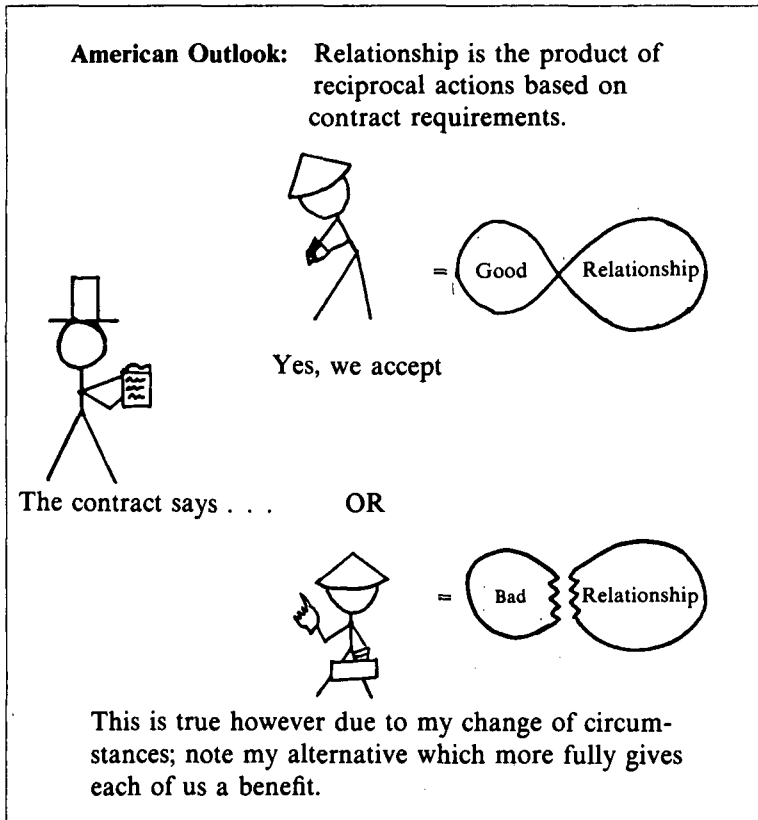 American Outlook: Relationship is the product of
reciprocal actions based on
contract requirements.
= Good Relationship
Yes, we accept
The contract says . . . OR
= Bad Relationship
This is true however due to my change of circum-
stances; note my alternative which more fully gives
each of us a benefit.